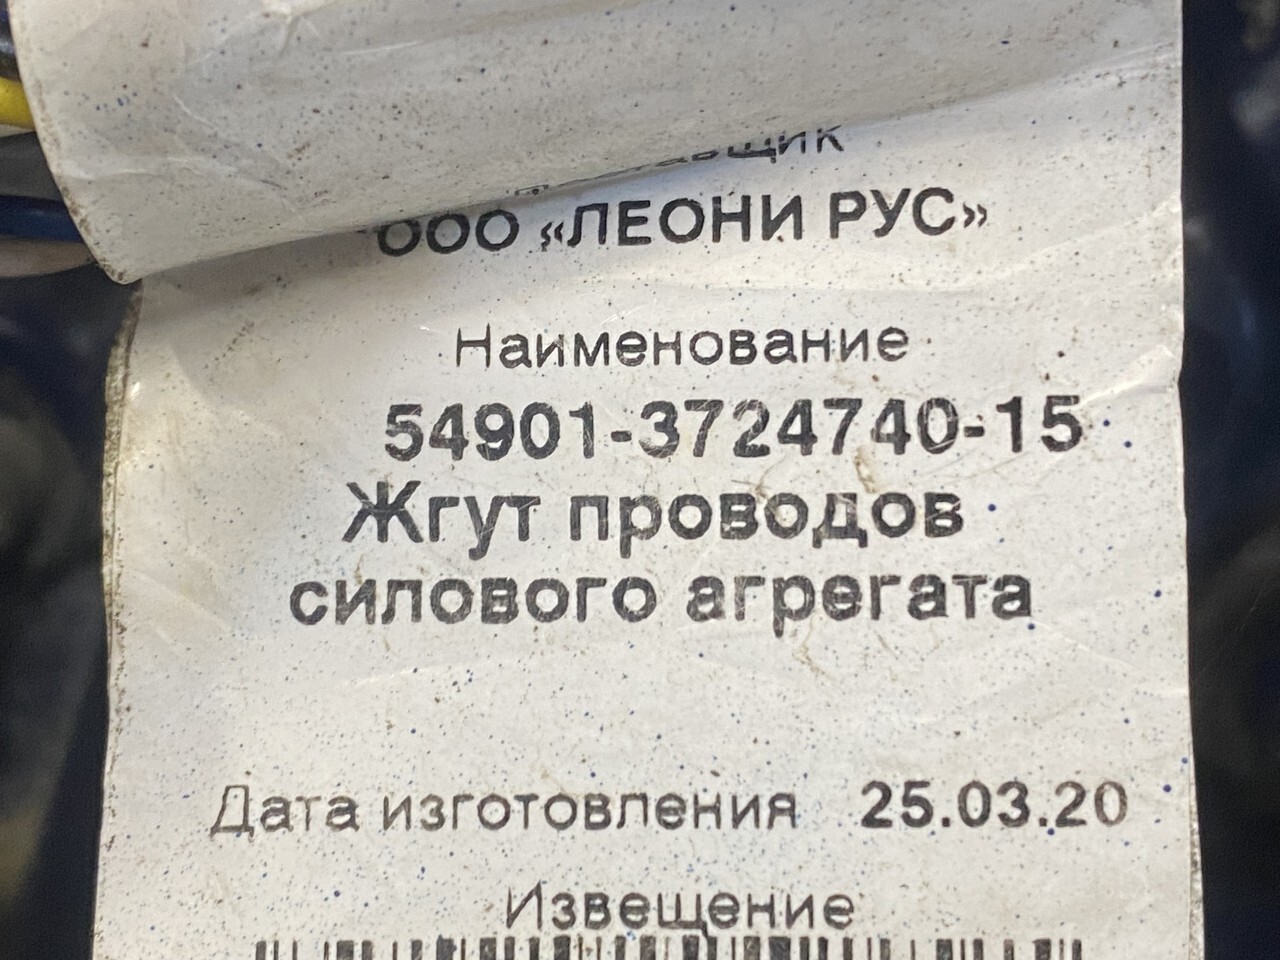 ООО «ЛЕОНИ РУС»
Наименование
54901-3724740-15
Жгут проводов
силового агрегата
Дата изготовления 25.03.20
Извещение